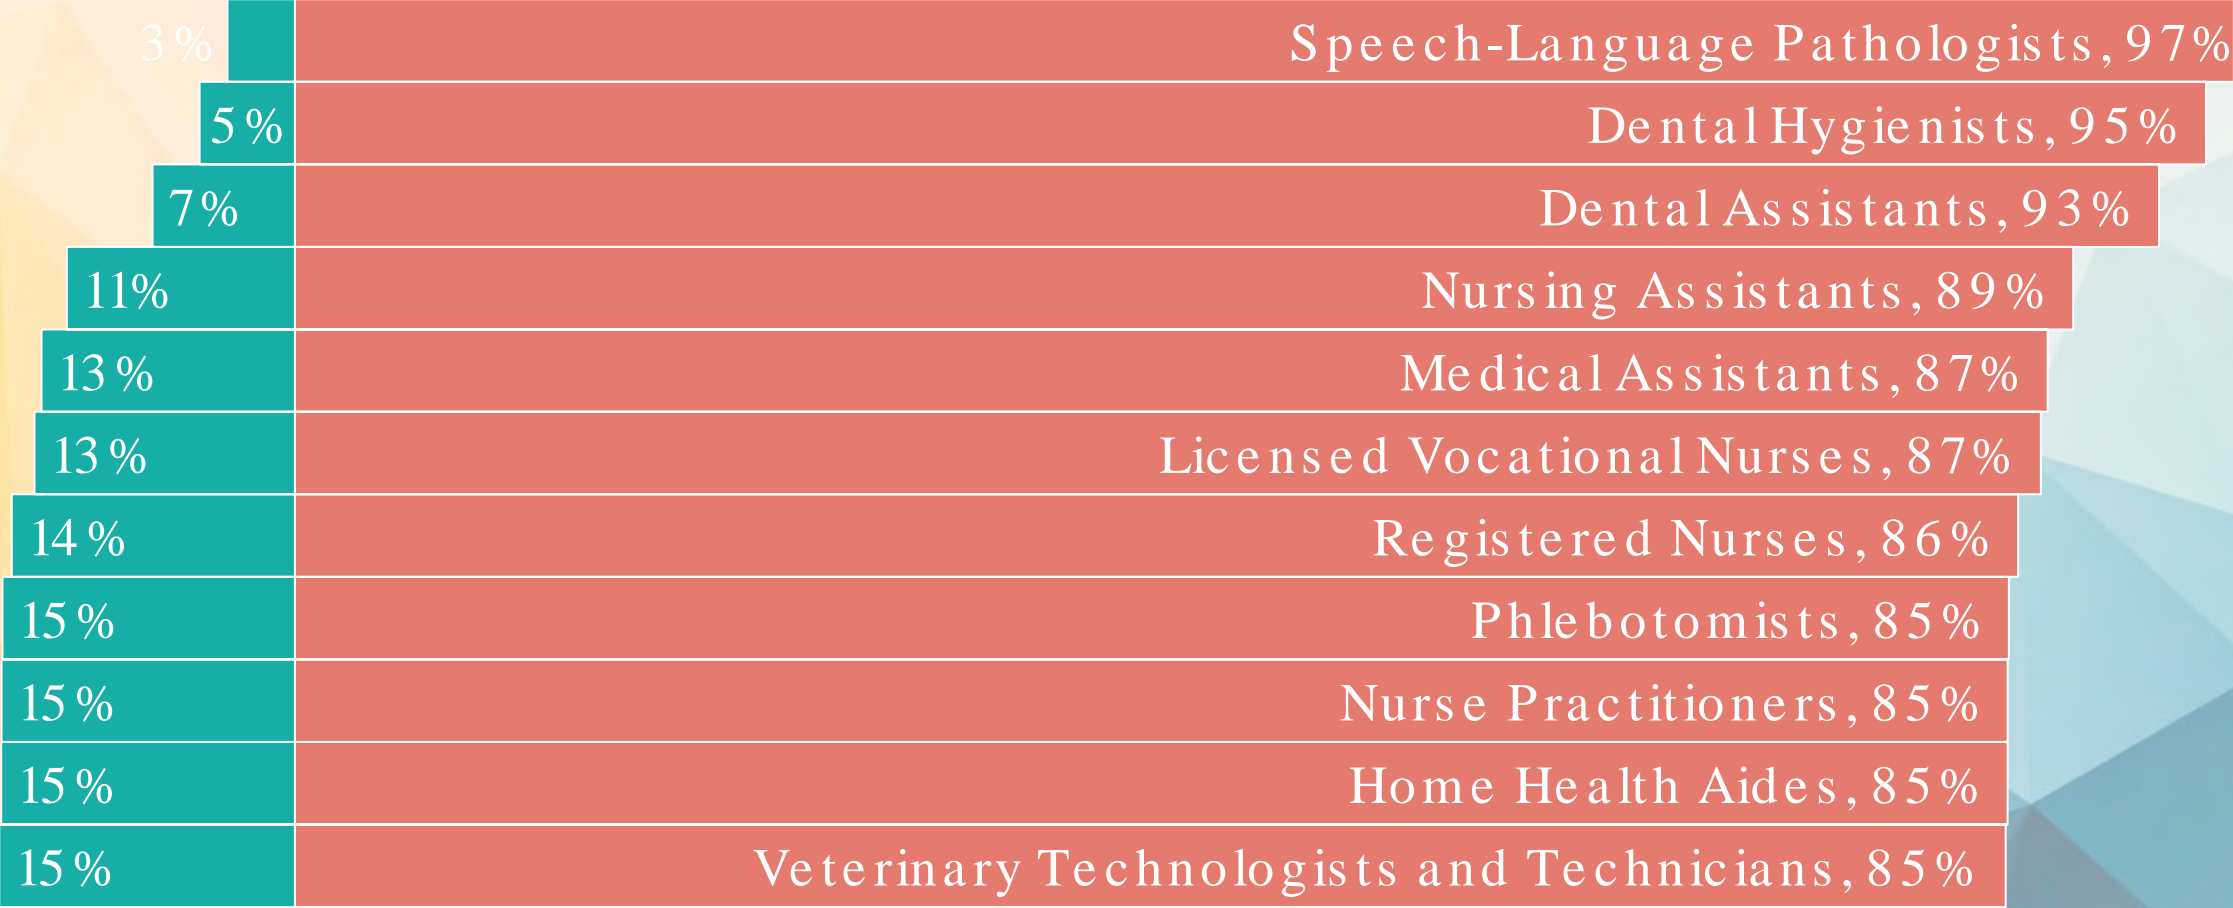 3% Speech-Language Pathologists, 97%
5% Dental Hygienists, 95%
7% Dental Assistants, 93%
11% Nursing Assistants, 89%
13% Medical Assistants, 87%
13% Licensed Vocational Nurses, 87%
14% Registered Nurses, 86%
15% Phlebotomists, 85%
15% Nurse Practitioners, 85%
15% Home Health Aides, 85%
15% Veterinary Technologists and Technicians, 85%